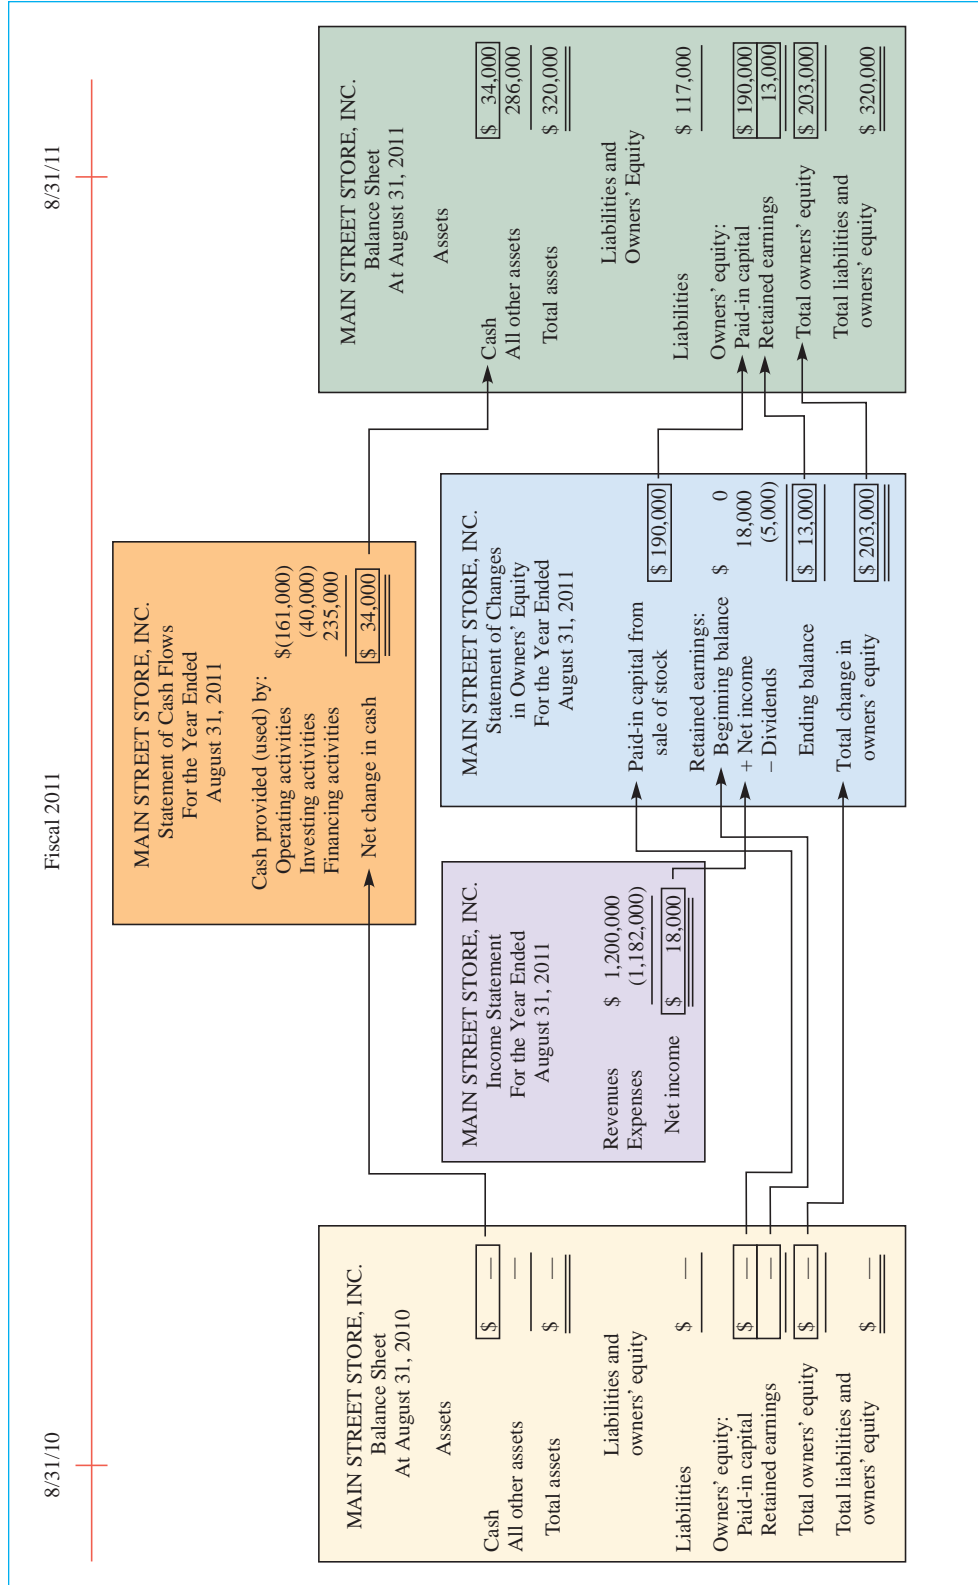 8/31/10
Fiscal 2011
8/31/11
MAIN STREET STORE, INC.
Balance Sheet
At August 31, 2010
Assets
Cash $ —
All other assets —
Total assets $ —
Liabilities and
owners’ equity
Liabilities $ —
Owners’ equity:
Paid-in capital $ —
Retained earnings —
Total owners’ equity $ —
Total liabilities and
owners’ equity $ —
MAIN STREET STORE, INC.
Income Statement
For the Year Ended
August 31, 2011
Revenues $ 1,200,000
Expenses (1,182,000)
Net income $ 18,000
MAIN STREET STORE, INC.
Statement of Cash Flows
For the Year Ended
August 31, 2011
Cash provided (used) by:
Operating activities $(161,000)
Investing activities (40,000)
Financing activities 235,000
Net change in cash $ 34,000
MAIN STREET STORE, INC.
Statement of Changes
in Owners’ Equity
For the Year Ended
August 31, 2011
Paid-in capital from
sale of stock $ 190,000
Retained earnings:
Beginning balance $ 0
+ Net income 18,000
– Dividends (5,000)
Ending balance $ 13,000
Total change in
owners’ equity $ 203,000
MAIN STREET STORE, INC.
Balance Sheet
At August 31, 2011
Assets
Cash $ 34,000
All other assets 286,000
Total assets $ 320,000
Liabilities and
Owners’ Equity
Liabilities $ 117,000
Owners’ equity:
Paid-in capital $ 190,000
Retained earnings 13,000
Total owners’ equity $ 203,000
Total liabilities and
owners’ equity $ 320,000